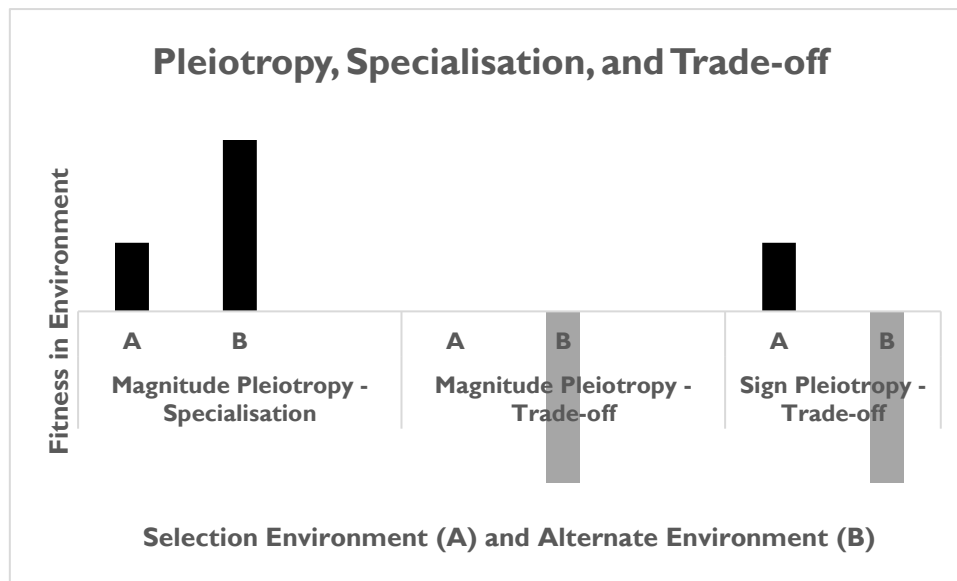 Pleiotropy, Specialisation, and Trade-off
Fitness in Environment
A B A B A B
Magnitude Pleiotropy -
Specialisation
Magnitude Pleiotropy -
Trade-off
Sign Pleiotropy -
Trade-off
Selection Environment (A) and Alternate Environment (B)